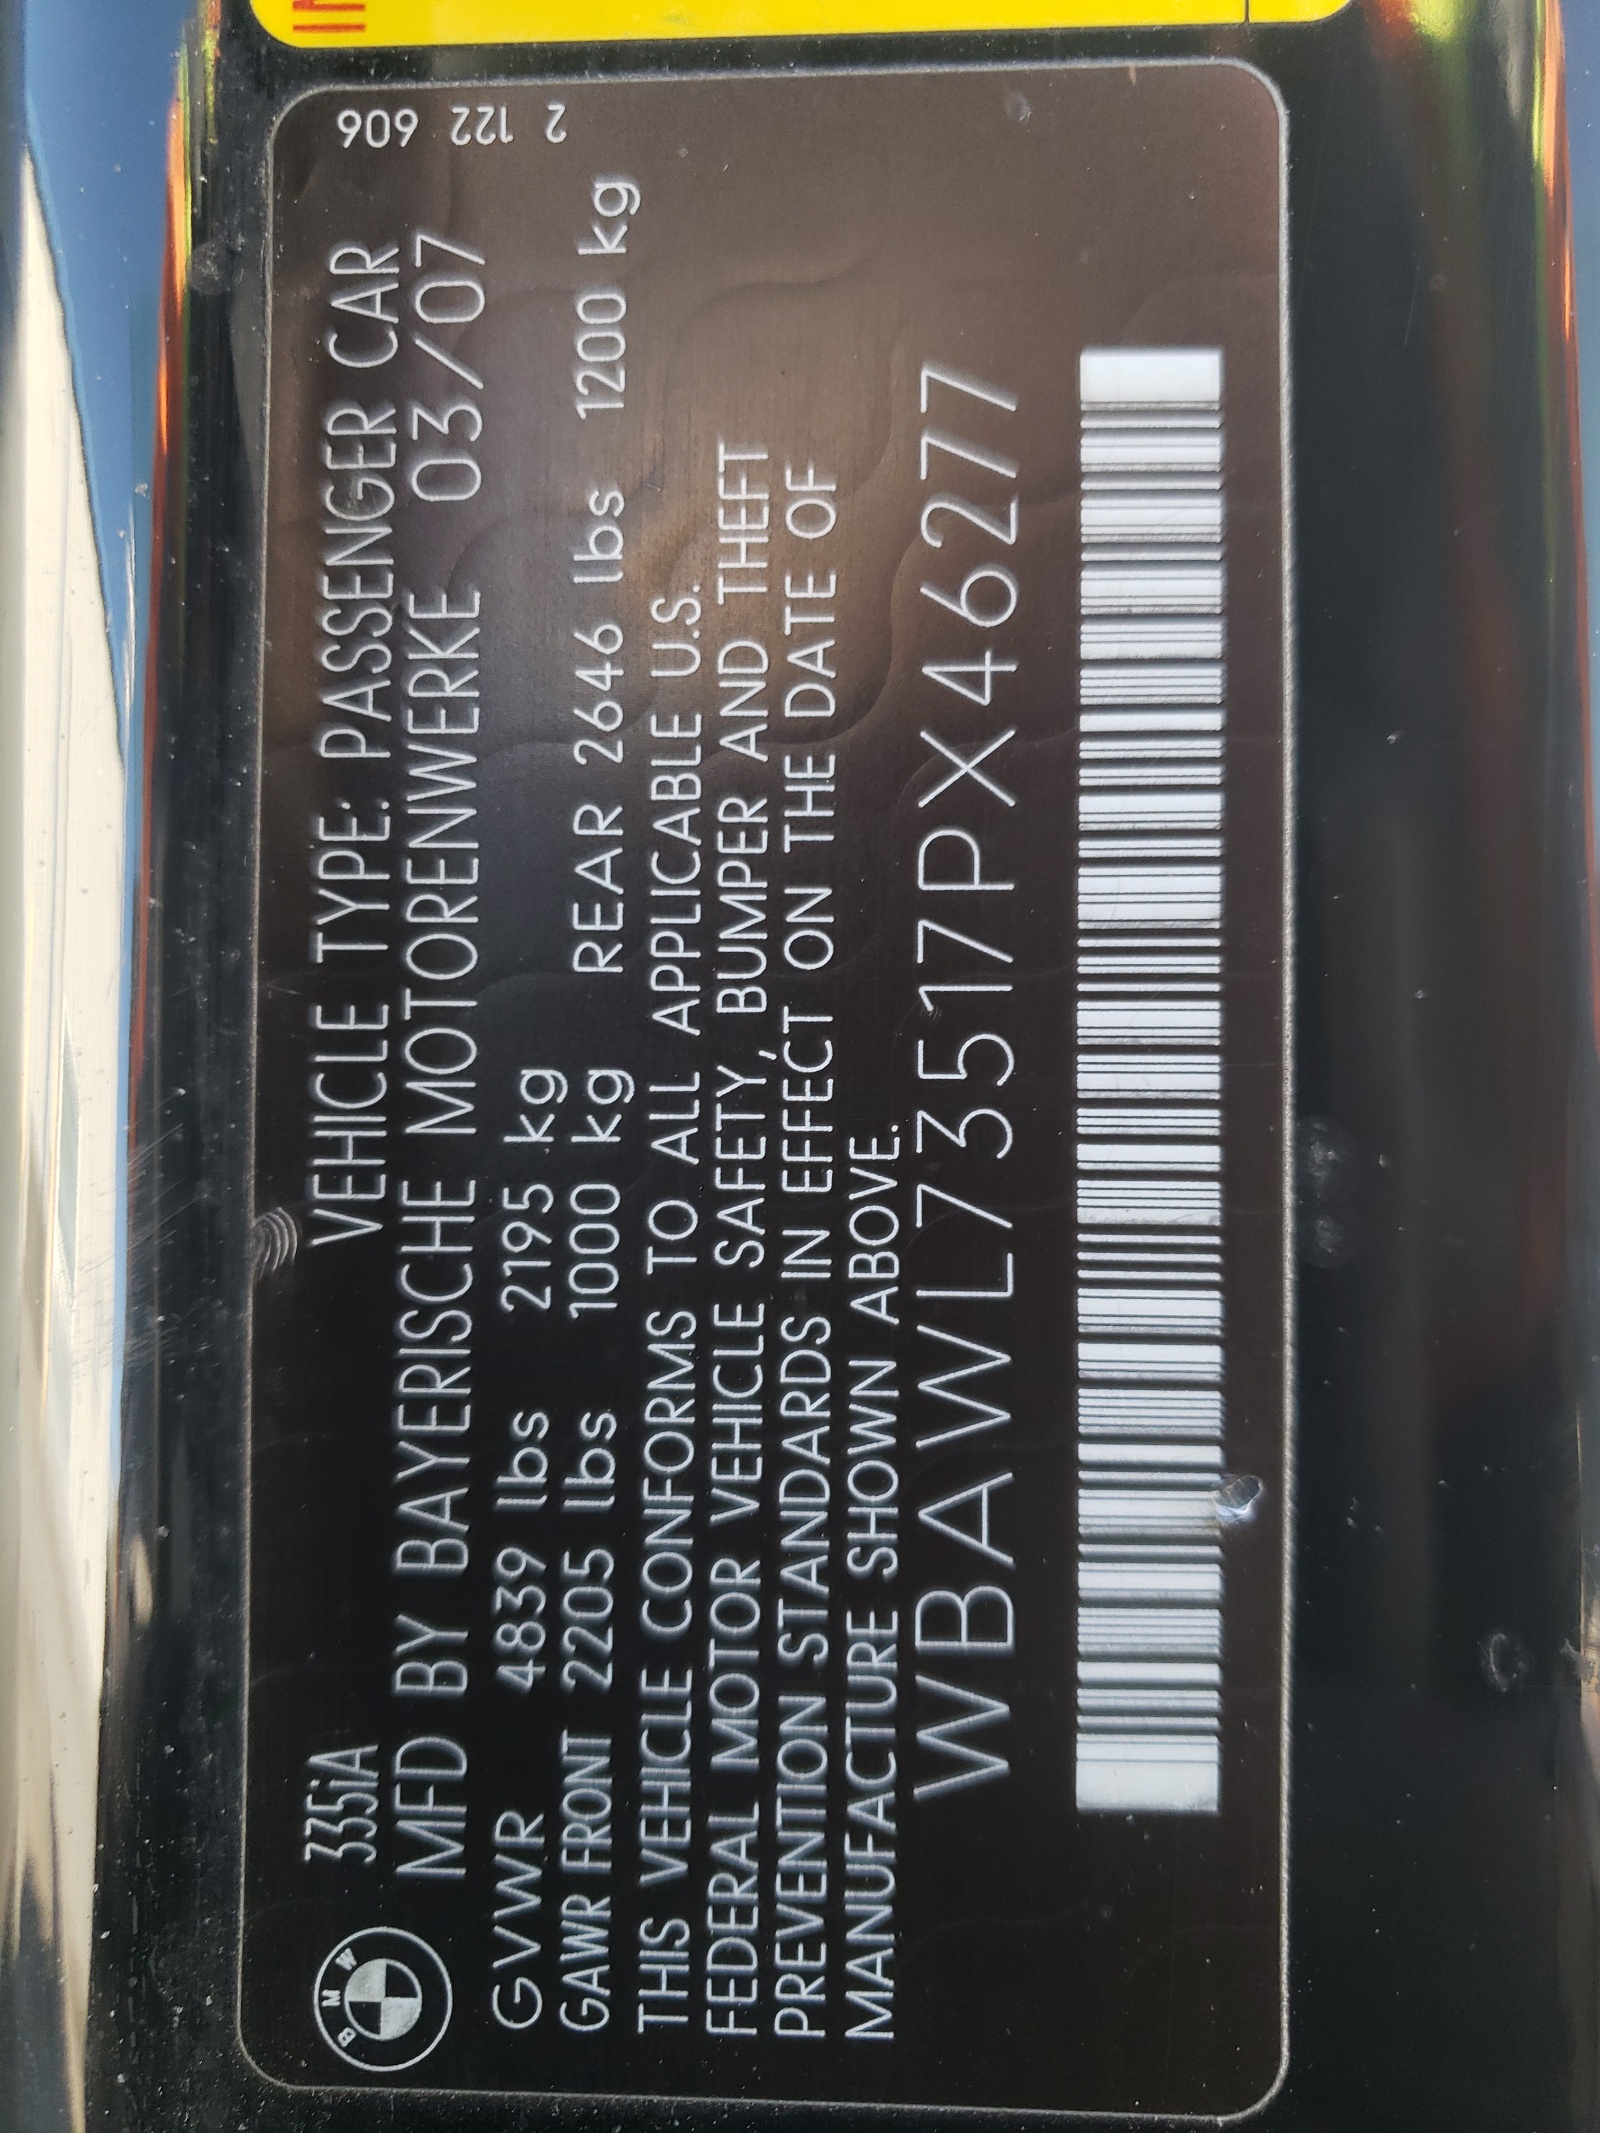 BMW
335iA VEHICLE TYPE: PASSENGER CAR
MFD BY BAYERISCHE MOTORENWERKE 03/07
GVWR 4839 lbs 2195 kg
GAWR FRONT 2205 lbs 1000 kg REAR 2646 lbs 1200 kg
THIS VEHICLE CONFORMS TO ALL APPLICABLE U.S.
FEDERAL MOTOR VEHICLE SAFETY, BUMPER AND THEFT
PREVENTION STANDARDS IN EFFECT ON THE DATE OF
MANUFACTURE SHOWN ABOVE.
WBAWL73517PX46277
2 122 606